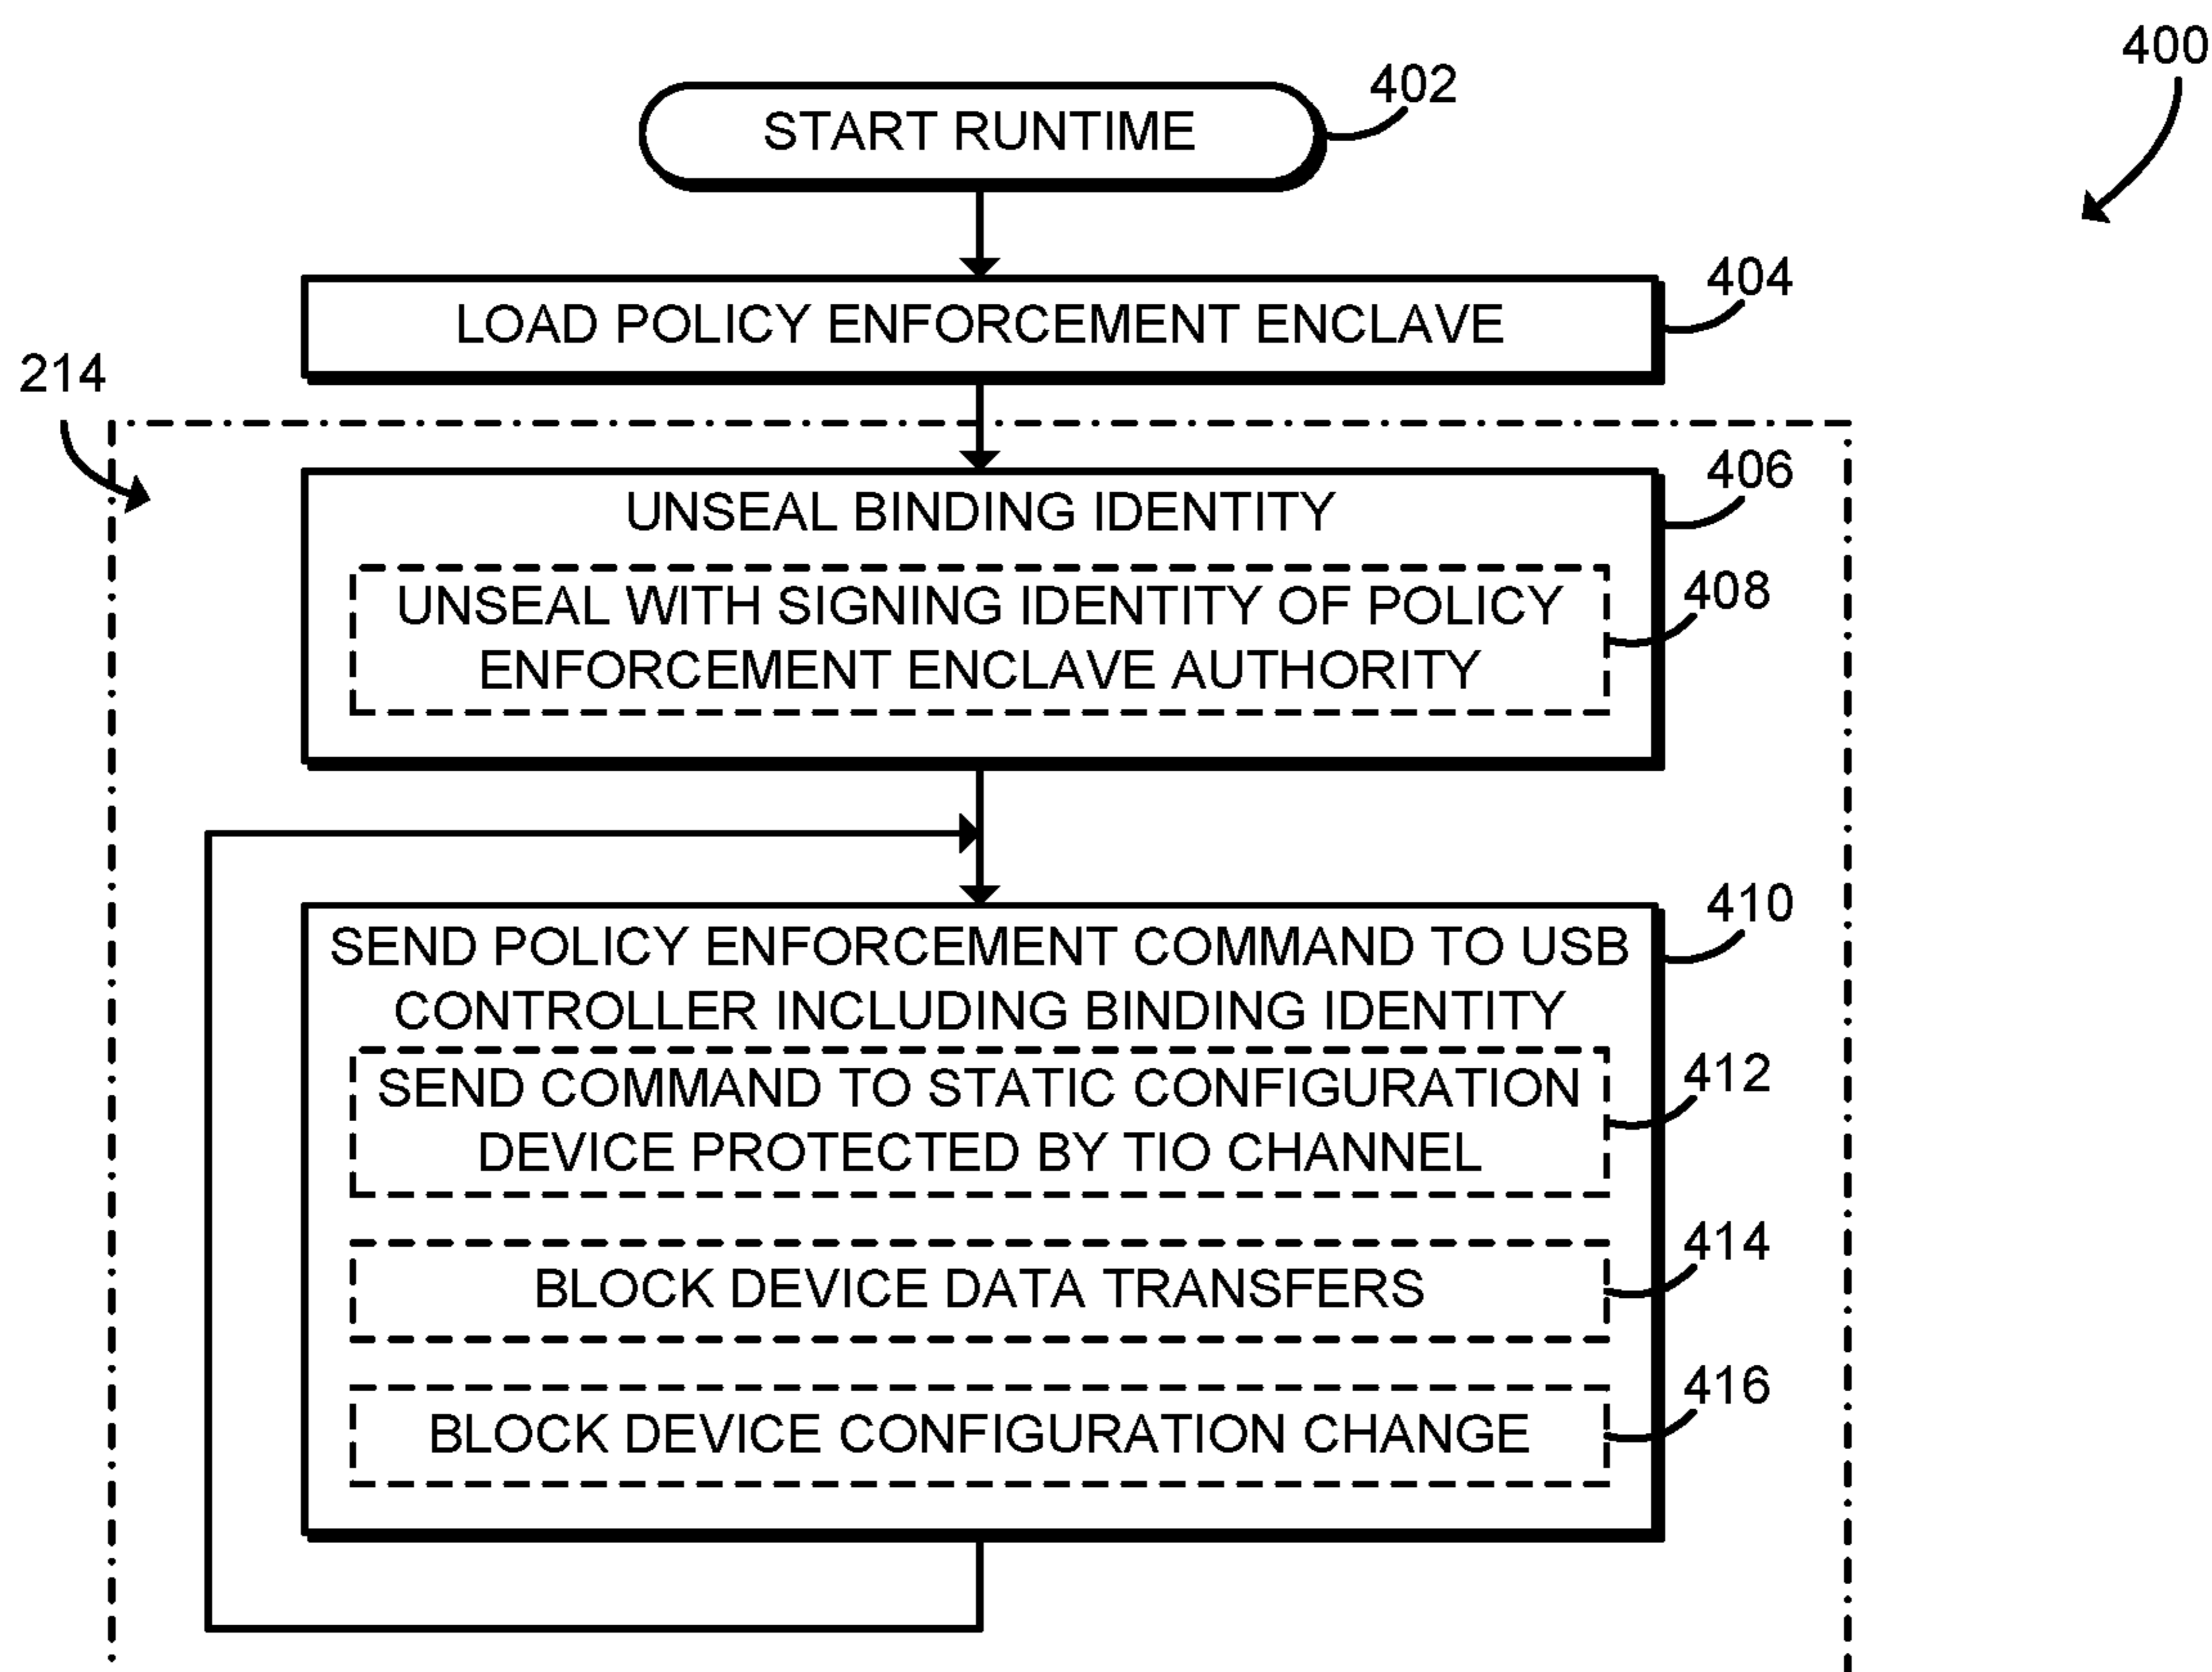 400
402
START RUNTIME
404
LOAD POLICY ENFORCEMENT ENCLAVE
214
406
UNSEAL BINDING IDENTITY
408
UNSEAL WITH SIGNING IDENTITY OF POLICY
ENFORCEMENT ENCLAVE AUTHORITY
410
SEND POLICY ENFORCEMENT COMMAND TO USB
CONTROLLER INCLUDING BINDING IDENTITY
412
SEND COMMAND TO STATIC CONFIGURATION
DEVICE PROTECTED BY TIO CHANNEL
414
BLOCK DEVICE DATA TRANSFERS
416
BLOCK DEVICE CONFIGURATION CHANGE